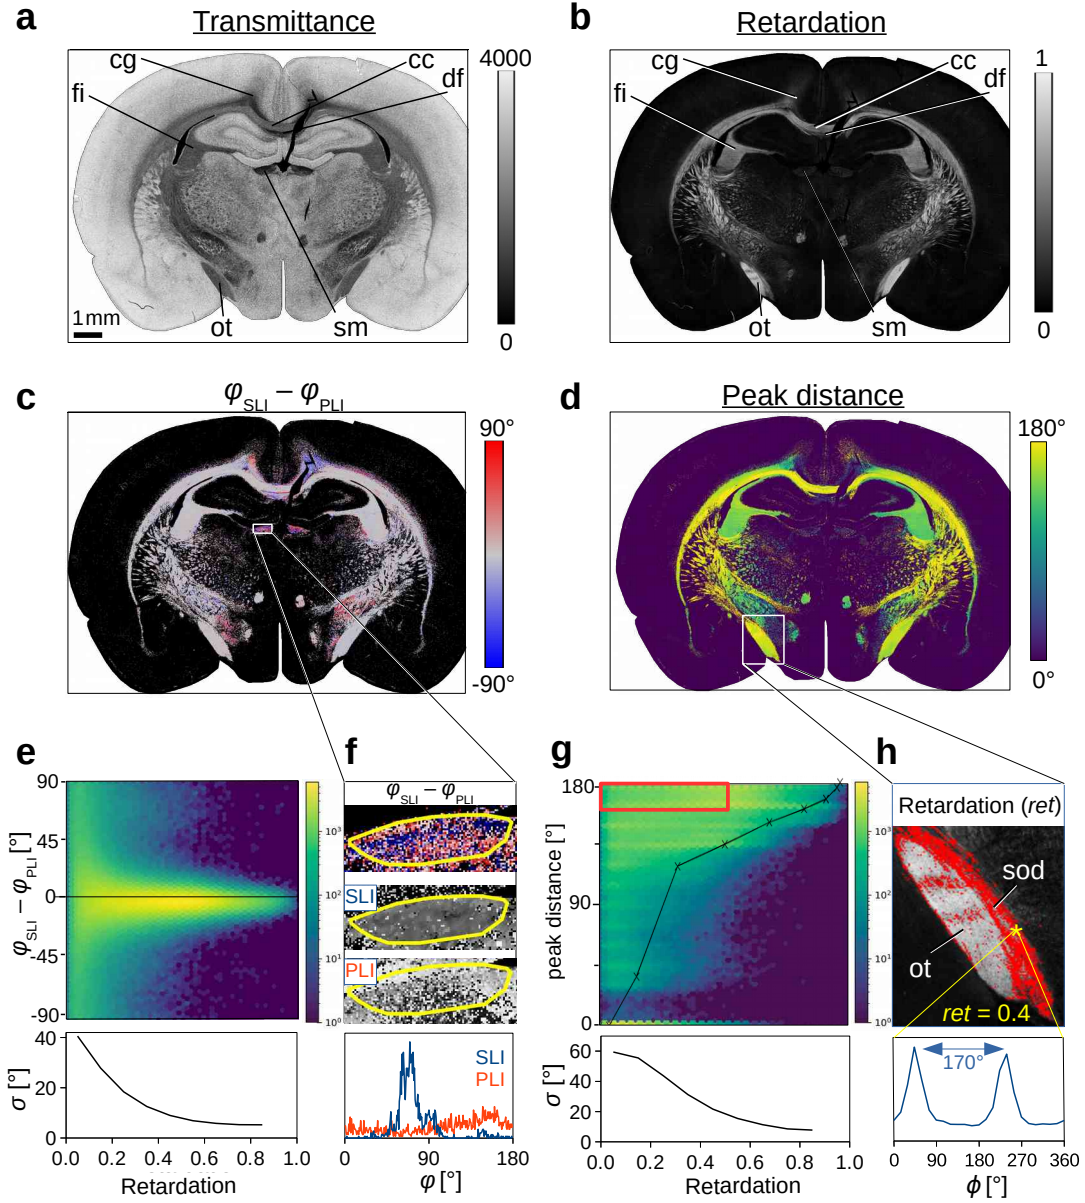 a
Transmittance
cg
cc
df
fi
ot
sm
1mm
4000
0
b
Retardation
cg
cc
df
fi
ot
sm
1
0
c
φSLI − φPLI
90°
-90°
d
Peak distance
180°
0°
e
φSLI − φPLI [°]
90
45
0
-45
-90
10³
10²
10¹
10⁰
σ [°]
40
20
0
0.0 0.2 0.4 0.6 0.8 1.0
Retardation
f
φSLI − φPLI
SLI
PLI
SLI
PLI
0 90 180
φ [°]
g
peak distance [°]
180
90
0
10³
10²
10¹
10⁰
σ [°]
60
40
20
0
0.0 0.2 0.4 0.6 0.8 1.0
Retardation
h
Retardation (ret)
sod
ot
*
ret = 0.4
170°
0 90 180 270 360
ϕ [°]